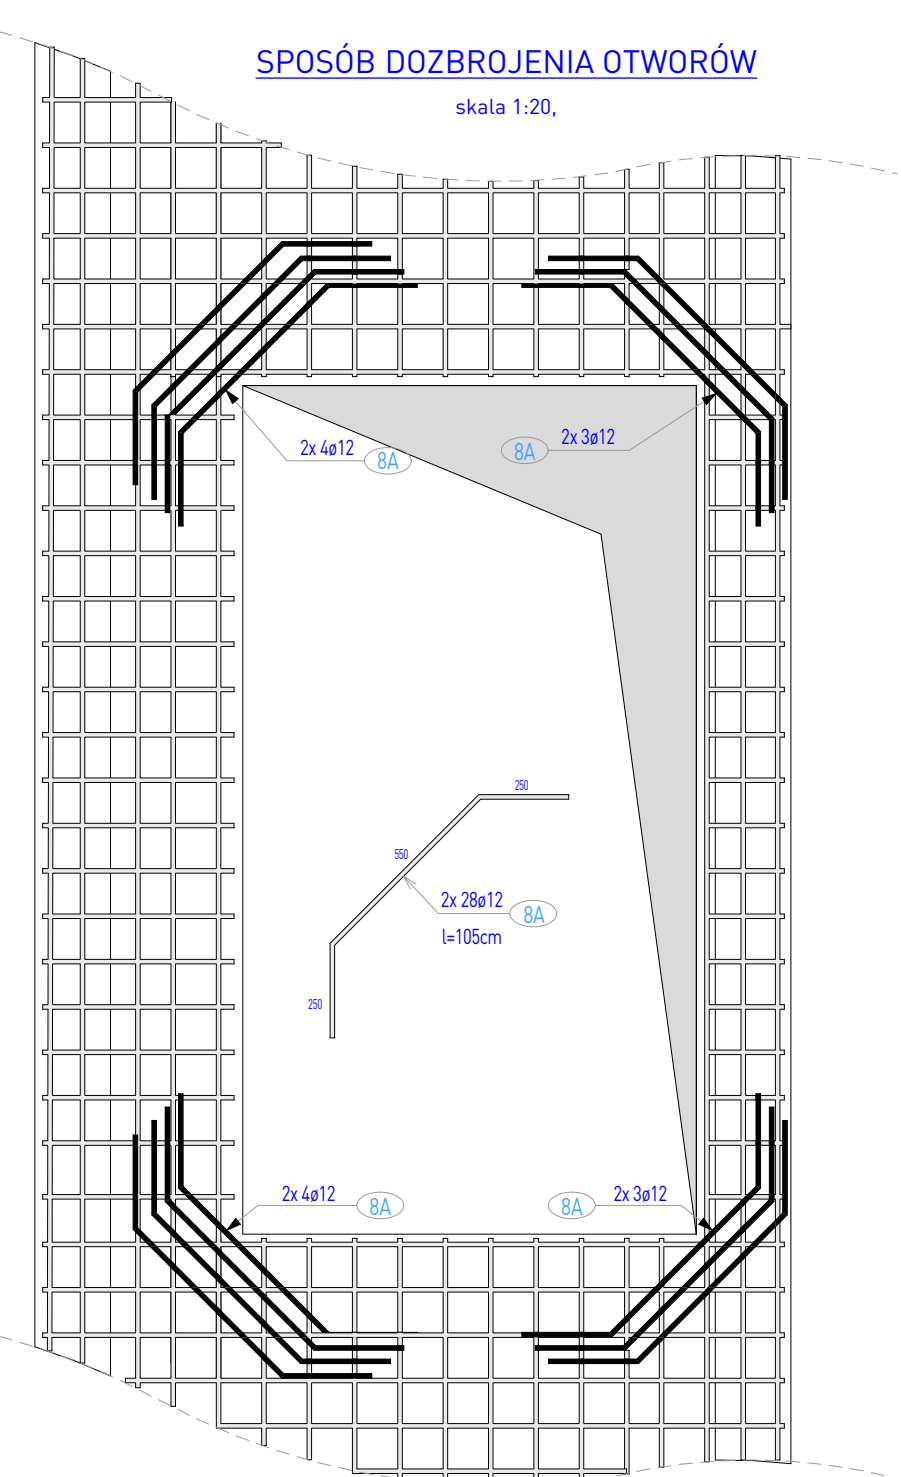 SPOSÓB DOZBROJENIA OTWORÓW
skala 1:20,
2x 4ø12 8A
8A 2x 3ø12
250
550
2x 28ø12 8A
l=105cm
250
2x 4ø12 8A
8A 2x 3ø12